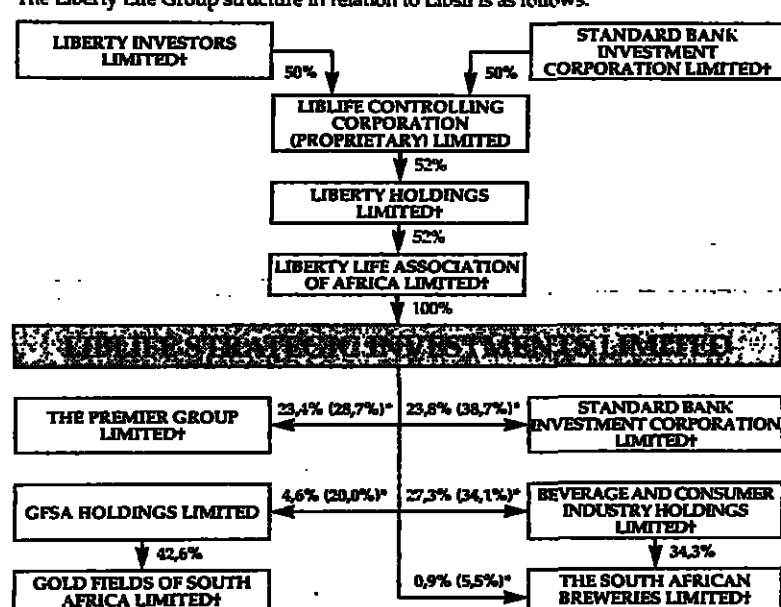 The Liberty Life Group structure in relation to Libsil is as follows:
LIBERTY INVESTORS
LIMITED†
STANDARD BANK
INVESTMENT
CORPORATION LIMITED†
50%
50%
LIBLIFE CONTROLLING
CORPORATION
(PROPRIETARY) LIMITED
52%
LIBERTY HOLDINGS
LIMITED†
52%
LIBERTY LIFE ASSOCIATION
OF AFRICA LIMITED†
100%
LIBLIFE STRATEGIC INVESTMENTS LIMITED
THE PREMIER GROUP
LIMITED†
23,4% (28,7%)*
23,8% (38,7%)*
STANDARD BANK
INVESTMENT CORPORATION
LIMITED†
GFSA HOLDINGS LIMITED
4,6% (20,0%)*
27,3% (34,1%)*
BEVERAGE AND CONSUMER
INDUSTRY HOLDINGS
LIMITED†
42,6%
34,3%
GOLD FIELDS OF SOUTH
AFRICA LIMITED†
0,9% (5,5%)*
THE SOUTH AFRICAN
BREWERIES LIMITED†